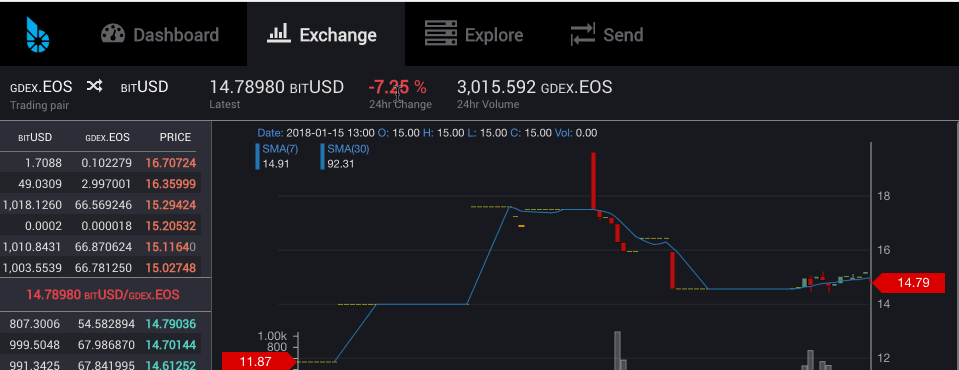 Dashboard Exchange Explore Send
GDEX.EOS BITUSD 14.78980 BITUSD -7.25 % 3,015.592 GDEX.EOS
Trading pair Latest 24hr Change 24hr Volume
BITUSD GDEX.EOS PRICE
1.7088 0.102279 16.70724
49.0309 2.997001 16.35999
1,018.1260 66.569246 15.29424
0.0002 0.000018 15.20532
1,010.8431 66.870624 15.11640
1,003.5539 66.781250 15.02748
14.78980 BITUSD/GDEX.EOS
807.3006 54.582894 14.79036
999.5048 67.986870 14.70144
991.3425 67.841995 14.61252
Date: 2018-01-15 13:00 O: 15.00 H: 15.00 L: 15.00 C: 15.00 Vol: 0.00
SMA(7) SMA(30)
14.91 92.31
18
16
14.79
14
1.00k
800
12
11.87